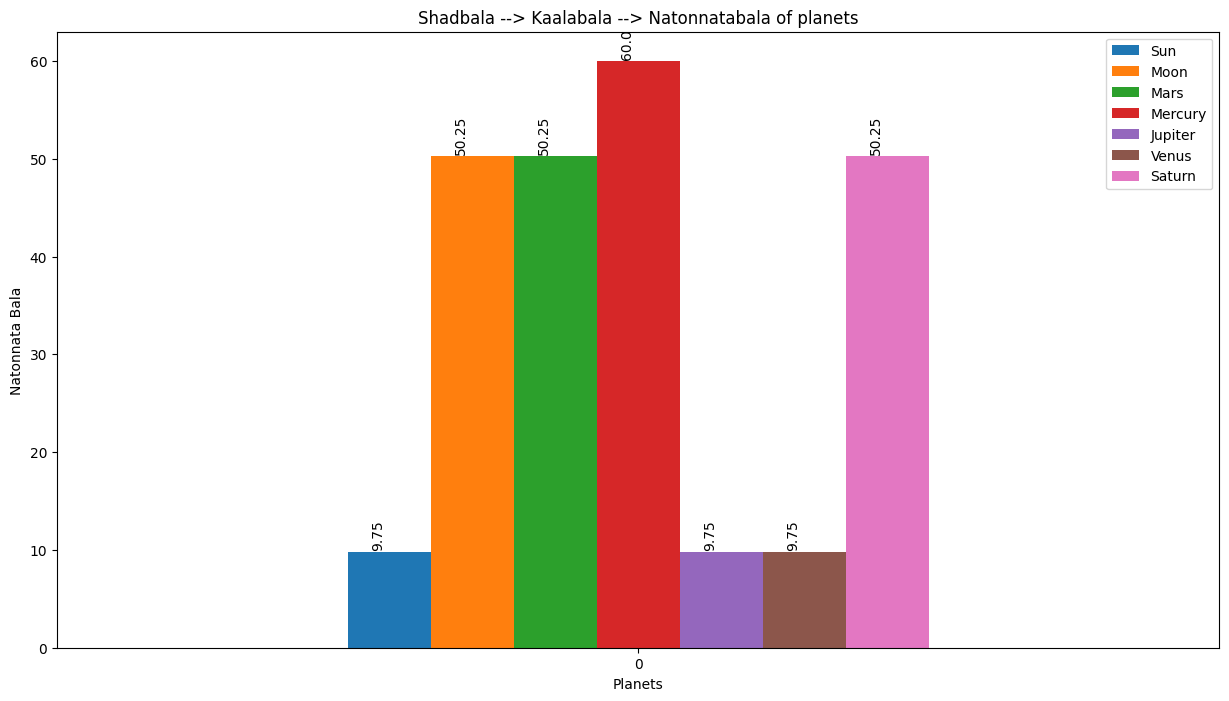 Shadbala --> Kaalabala --> Natonnatabala of planets
60.0
50.25
50.25
50.25
9.75
9.75
9.75
Sun
Moon
Mars
Mercury
Jupiter
Venus
Saturn
60
50
40
30
20
10
0
Natonnata Bala
0
Planets